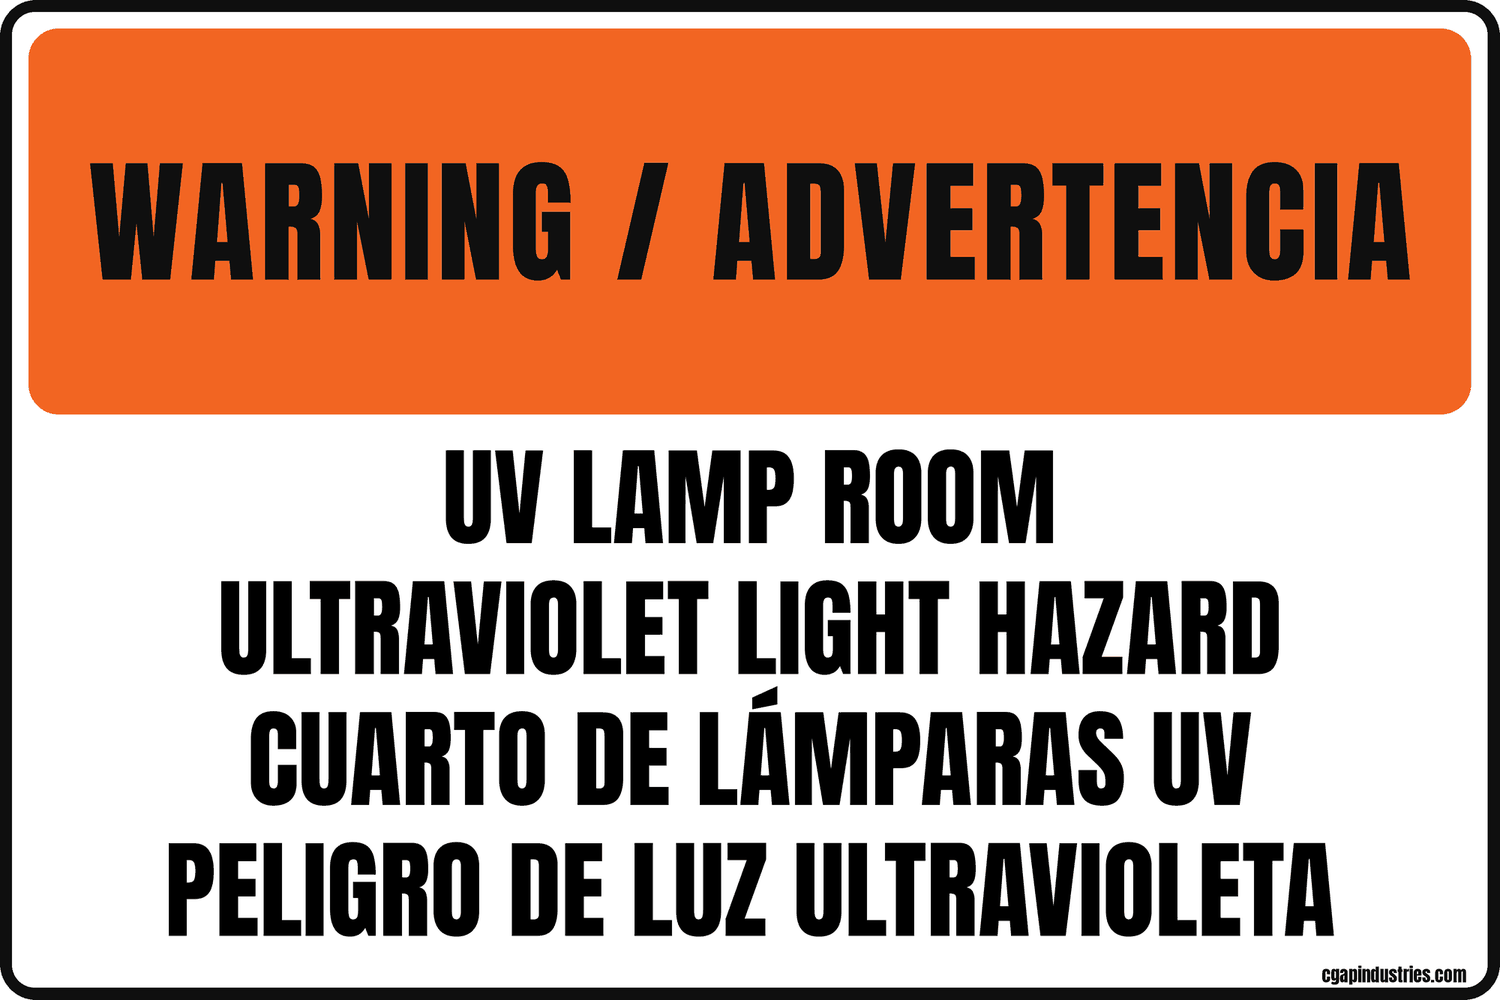 WARNING / ADVERTENCIA
UV LAMP ROOM
ULTRAVIOLET LIGHT HAZARD
CUARTO DE LÁMPARAS UV
PELIGRO DE LUZ ULTRAVIOLETA
cgapindustries.com